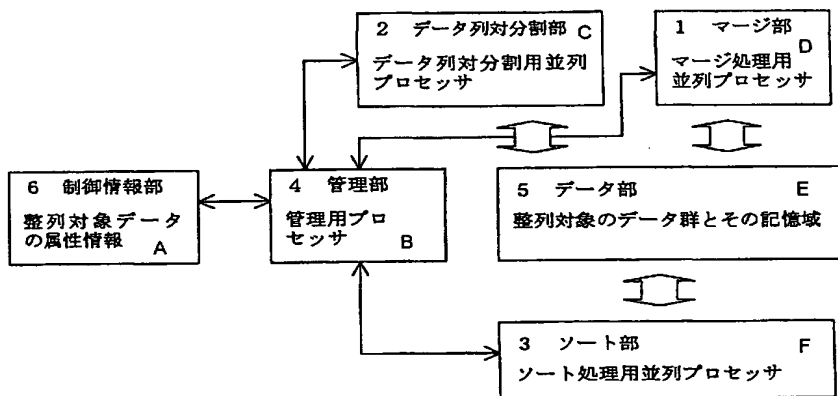 2 データ列対分割部 C
データ列対分割用並列
プロセッサ
1 マージ部
D
マージ処理用
並列プロセッサ
6 制御情報部
整列対象データ
の属性情報
A
4 管理部
管理用プロ
セッサ
B
5 データ部 E
整列対象のデータ群とその記憶域
3 ソート部 F
ソート処理用並列プロセッサ